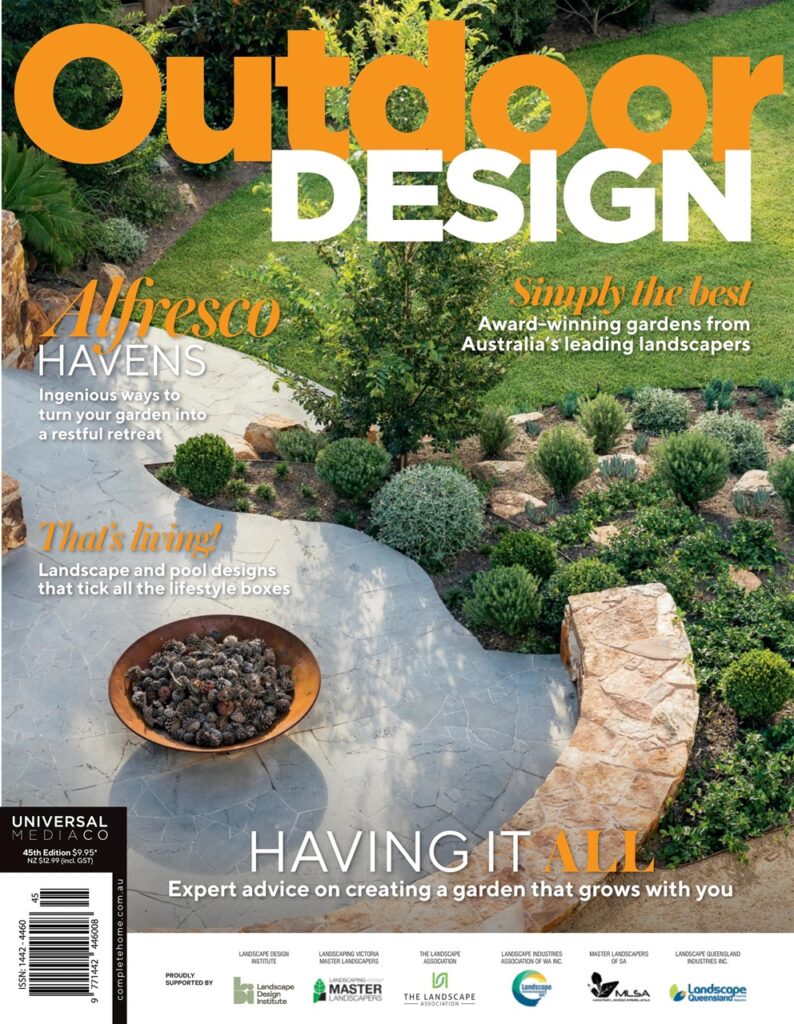 Outdoor
DESIGN
Alfresco
HAVENS
Ingenious ways to
turn your garden into
a restful retreat
Simply the best
Award-winning gardens from
Australia's leading landscapers
That's living!
Landscape and pool designs
that tick all the lifestyle boxes
HAVING IT ALL
Expert advice on creating a garden that grows with you
UNIVERSAL
MEDIA CO
45th Edition $9.95*
NZ $12.99 (incl. GST)
45
ISSN: 1442 - 4460
9 771442 446008
completehome.com.au
PROUDLY
SUPPORTED BY
LANDSCAPE DESIGN
INSTITUTE
Landscape
Design
Institute
LANDSCAPING VICTORIA
MASTER LANDSCAPERS
LANDSCAPING
MASTER
LANDSCAPERS
THE LANDSCAPE
ASSOCIATION
THE LANDSCAPE
ASSOCIATION
LANDSCAPE INDUSTRIES
ASSOCIATION OF WA INC.
Landscape
MASTER LANDSCAPERS
OF SA
MLSA
LANDSCAPE QUEENSLAND
INDUSTRIES INC.
Landscape
Queensland